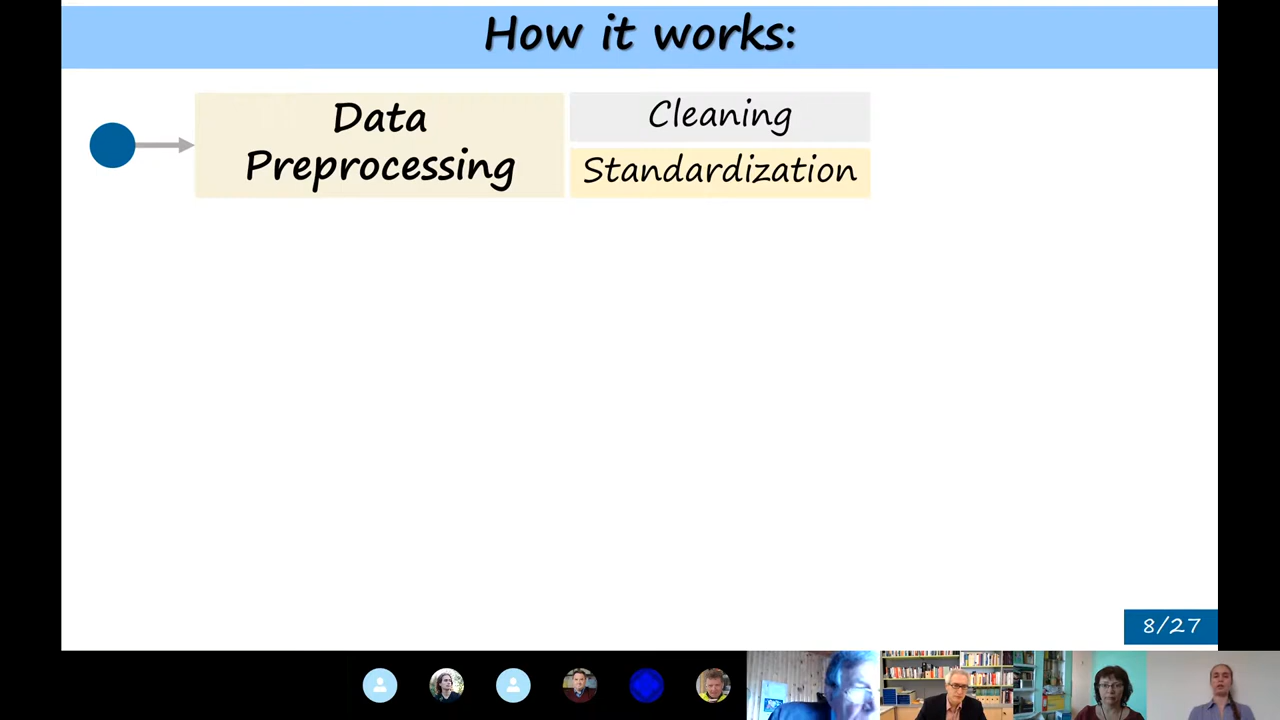 How it works:
Data
Preprocessing
Cleaning
Standardization
8/27